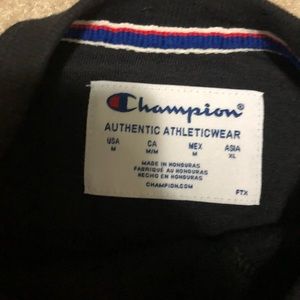 Champion®
AUTHENTIC ATHLETICWEAR
USA CA MEX ASIA
M M/M M XL
MADE IN HONDURAS
FABRIQUÉ AU HONDURAS
HECHO EN HONDURAS
CHAMPION.COM
FTX